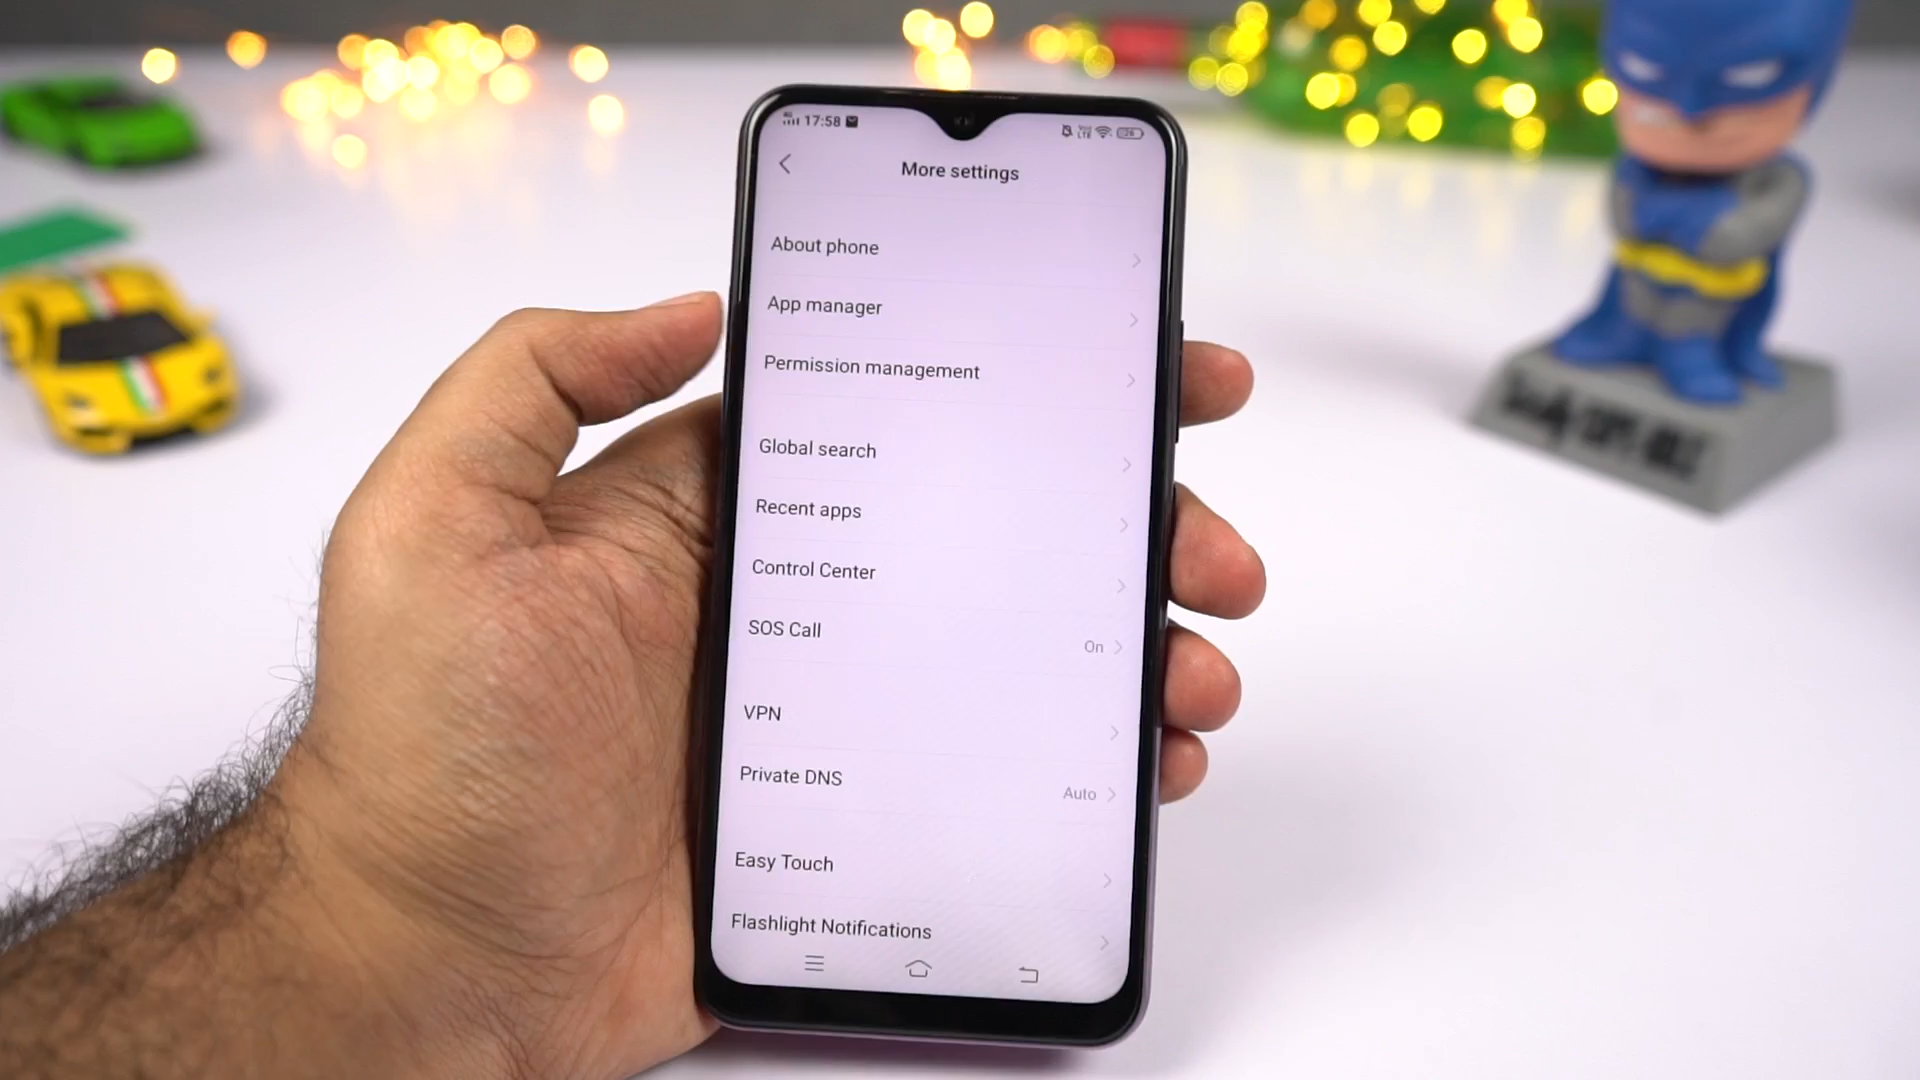 17:58
More settings
About phone
App manager
Permission management
Global search
Recent apps
Control Center
SOS Call On
VPN
Private DNS Auto
Easy Touch
Flashlight Notifications